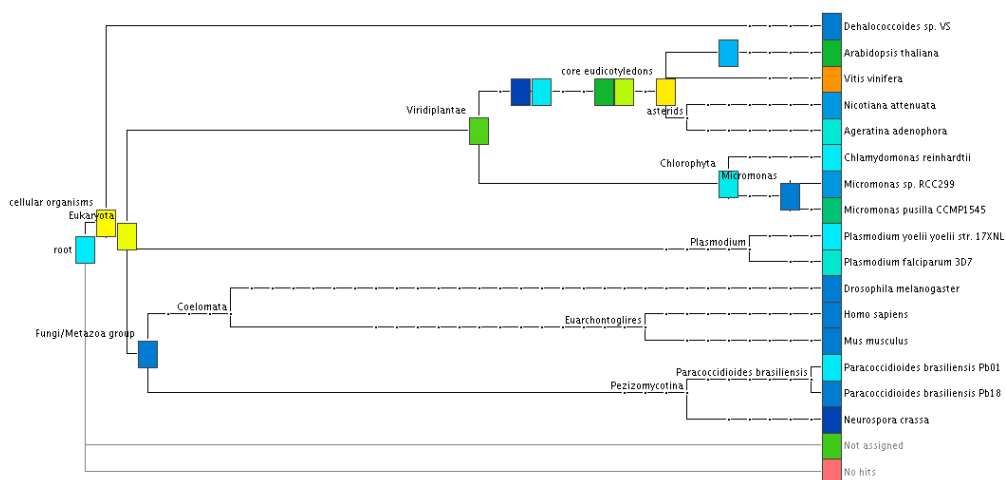 Dehalococcoides sp. VS
Arabidopsis thaliana
core eudicotyledons
Vitis vinifera
Viridiplantae
Nicotiana attenuata
asterids
Ageratina adenophora
Chlorophyta
Chlamydomonas reinhardtii
Micromonas
Micromonas sp. RCC299
cellular organisms
Micromonas pusilla CCMP1545
Eukaryota
Plasmodium yoelii yoelii str. 17XNL
Plasmodium
root
Plasmodium falciparum 3D7
Drosophila melanogaster
Coelomata
Homo sapiens
Euarchontoglires
Fungi/Metazoa group
Mus musculus
Paracoccidioides brasiliensis Pb01
Paracoccidioides brasiliensis
Pezizomycotina
Paracoccidioides brasiliensis Pb18
Neurospora crassa
Not assigned
No hits